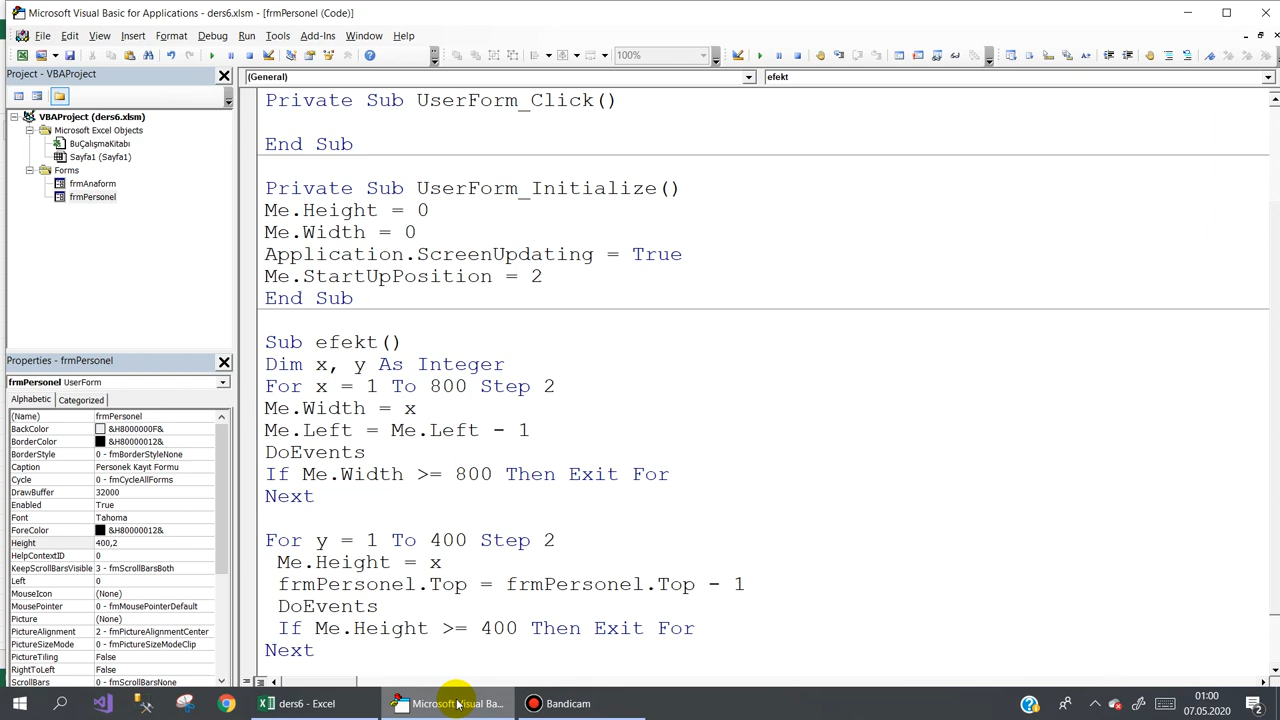 Microsoft Visual Basic for Applications - ders6.xlsm - [frmPersonel (Code)]
File Edit View Insert Format Debug Run Tools Add-Ins Window Help
100%
Project - VBAProject
(General)
efekt
VBAProject (ders6.xlsm)
Microsoft Excel Objects
BuÇalışmaKitabı
Sayfa1 (Sayfa1)
Forms
frmAnaform
frmPersonel
Private Sub UserForm_Click()
End Sub
Private Sub UserForm_Initialize()
Me.Height = 0
Me.Width = 0
Application.ScreenUpdating = True
Me.StartUpPosition = 2
End Sub
Sub efekt()
Dim x, y As Integer
For x = 1 To 800 Step 2
Me.Width = x
Me.Left = Me.Left - 1
DoEvents
If Me.Width >= 800 Then Exit For
Next
For y = 1 To 400 Step 2
Me.Height = x
frmPersonel.Top = frmPersonel.Top - 1
DoEvents
If Me.Height >= 400 Then Exit For
Next
Properties - frmPersonel
frmPersonel UserForm
Alphabetic Categorized
(Name) frmPersonel
BackColor &H8000000F&
BorderColor &H80000012&
BorderStyle 0 - fmBorderStyleNone
Caption Personek Kayıt Formu
Cycle 0 - fmCycleAllForms
DrawBuffer 32000
Enabled True
Font Tahoma
ForeColor &H80000012&
Height 400,2
HelpContextID 0
KeepScrollBarsVisible 3 - fmScrollBarsBoth
Left 0
MouseIcon (None)
MousePointer 0 - fmMousePointerDefault
Picture (None)
PictureAlignment 2 - fmPictureAlignmentCenter
PictureSizeMode 0 - fmPictureSizeModeClip
PictureTiling False
RightToLeft False
ScrollBars 0 - fmScrollBarsNone
ders6 - Excel
Microsoft Visual Ba...
Bandicam
01:00
07.05.2020
2